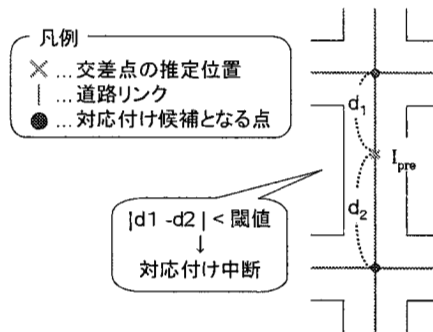 凡例
× …交差点の推定位置
| …道路リンク
● …対応付け候補となる点
d1
Ipre
d2
|d1 -d2 | < 閾値
↓
対応付け中断